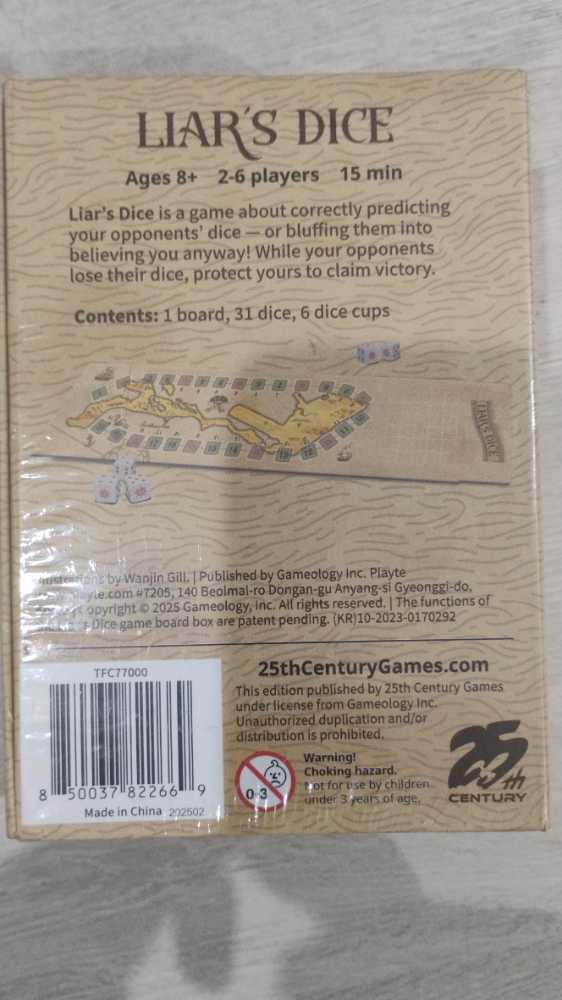 LIAR'S DICE
Ages 8+ 2-6 players 15 min
Liar's Dice is a game about correctly predicting
your opponents' dice — or bluffing them into
believing you anyway! While your opponents
lose their dice, protect yours to claim victory.
Contents: 1 board, 31 dice, 6 dice cups
LIAR'S DICE
by Wanjin Gill. | Published by Gameology Inc. Playte
#T205, 140 Beolmal-ro Dongan-gu Anyang-si Gyeonggi-do,
opyright © 2025 Gameology, Inc. All rights reserved. | The functions of
Dice game board box are patent pending. (KR)10-2023-0170292
TFC77000
8 50037 82266 9
Made in China 202502
25thCenturyGames.com
This edition published by 25th Century Games
under license from Gameology Inc.
Unauthorized duplication and/or
distribution is prohibited.
0-3
Warning!
Choking hazard.
Not for use by children
under 3 years of age.
25th
CENTURY